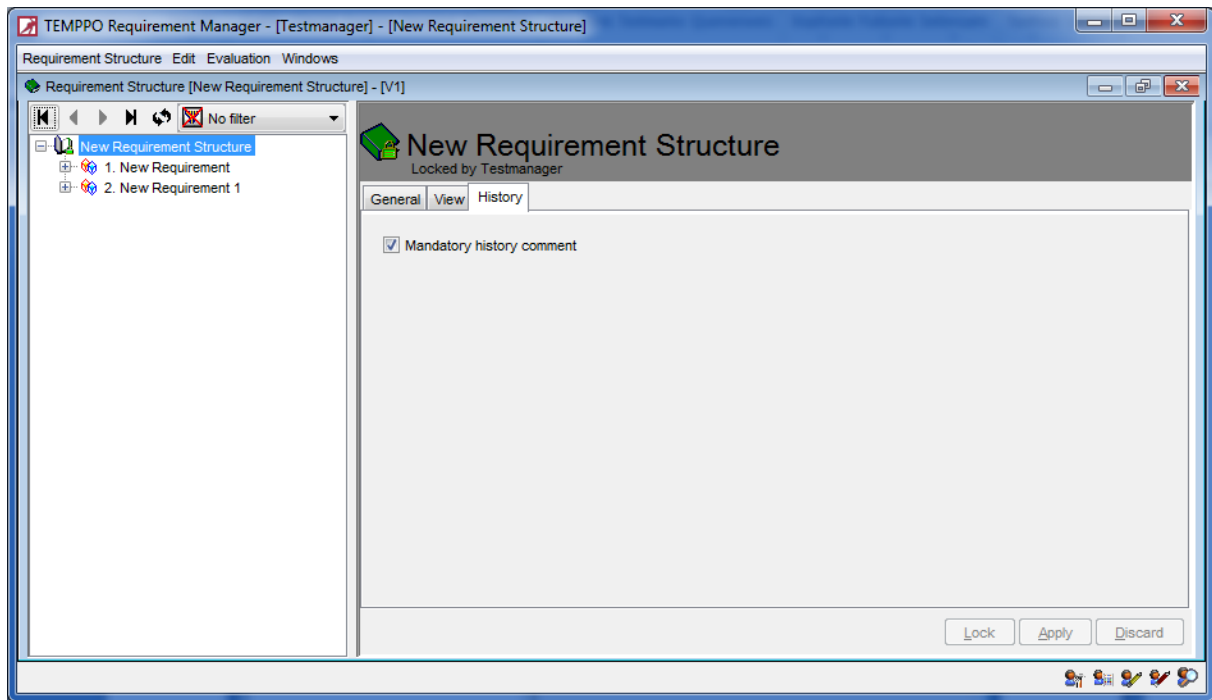 TEMPPO Requirement Manager - [Testmanager] - [New Requirement Structure]
Requirement Structure Edit Evaluation Windows
Requirement Structure [New Requirement Structure] - [V1]
No filter
New Requirement Structure
1. New Requirement
2. New Requirement 1
New Requirement Structure
Locked by Testmanager
General View History
Mandatory history comment
Lock Apply Discard